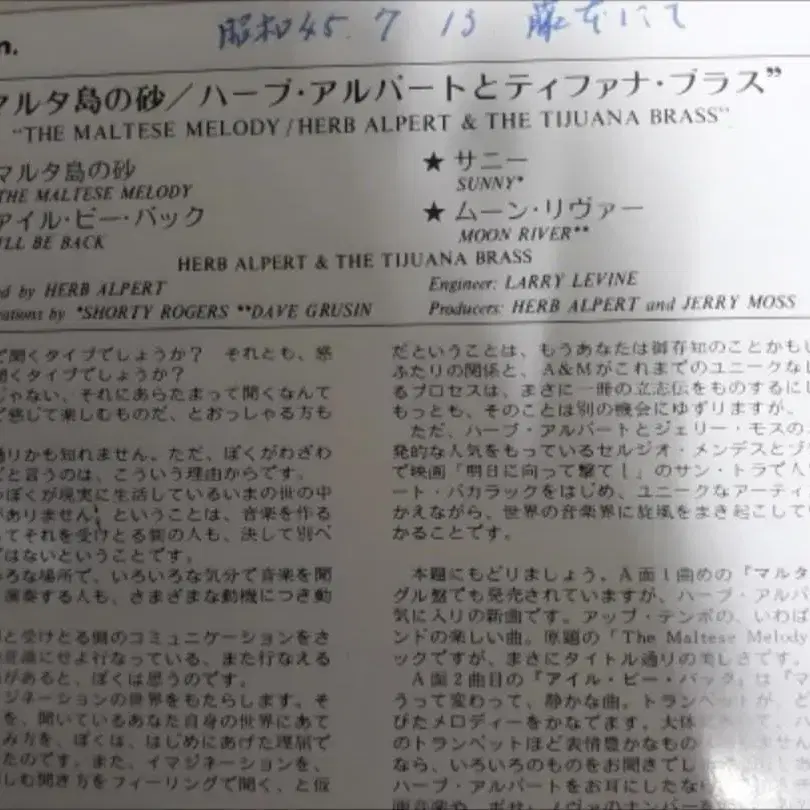 n.
昭和45. 7 13 藤本にて
マルタ島の砂／ハーブ・アルパートとティファナ・ブラス”
“THE MALTESE MELODY/HERB ALPERT & THE TIJUANA BRASS”
マルタ島の砂
THE MALTESE MELODY
アイル・ビー・バック
I'LL BE BACK
★ サニー
SUNNY*
★ ムーン・リヴァー
MOON RIVER**
HERB ALPERT & THE TIJUANA BRASS
d by HERB ALPERT
ations by *SHORTY ROGERS **DAVE GRUSIN
Engineer: LARRY LEVINE
Producers: HERB ALPERT and JERRY MOSS
で聞くタイプでしょうか？　それとも、感
聞くタイプでしょうか？
じゃない、それにあらたまって聞くなんて
で感じて楽しむものだ、とおっしゃる方も
通りかも知れません。ただ、ぼくがわざわ
どと言うのは、こういう理由からです。
ぼくが現実に生活しているいまの世の中
がありません。ということは、音楽を作る
てそれを受けとる側の人も、決して別べ
ではないということです。
ろな場所で、いろいろな気分で音楽を聞
演奏する人も、さまざまな動機につき動
と受けとる側のコミュニケーションをさ
意識にせよ行なっている、また行なえる
があると、ぼくは思うのです。
ジネーションの世界をもたらします。そ
を、聞いているあなた自身の世界にあて
み方を、ぼくは、はじめにあげた理屈で
たのです。また、イマジネーションを、
しむ聞き方をフィーリングで聞く、と仮
だということは、もうあなたは御存知のことかもし
ふたりの関係と、A&Mがこれまでのユニークなし
るプロセスは、まさに一冊の立志伝をものするにし
もっとも、そのことは別の機会にゆずりますが、
ただ、ハーブ・アルパートとジェリー・モスの
発的な人気をもっているセルジオ・メンデスとブ
で映画「明日に向って撃て！」のサン・トラで人
ート・バカラックをはじめ、ユニークなアーティ
かえながら、世界の音楽界に旋風をまき起こして
かることです。
本題にもどりましょう。A面1曲めの『マルタ
グル盤でも発売されていますが、ハーブ・アルパ
気に入りの新曲です。アップ・テンポの、いわば
ンドの楽しい曲。原題の「The Maltese Melody
ックですが、まさにタイトル通りの美しさです。
A面2曲目の『アイル・ビー・バック』は『マ
うって変わって、静かな曲。トランペットが、と
びたメロディーをかなでます。大体
のトランペットほど表情豊かなもの
なら、いろいろのものをお聞きでし
ハーブ・アルパートをお耳にしたな